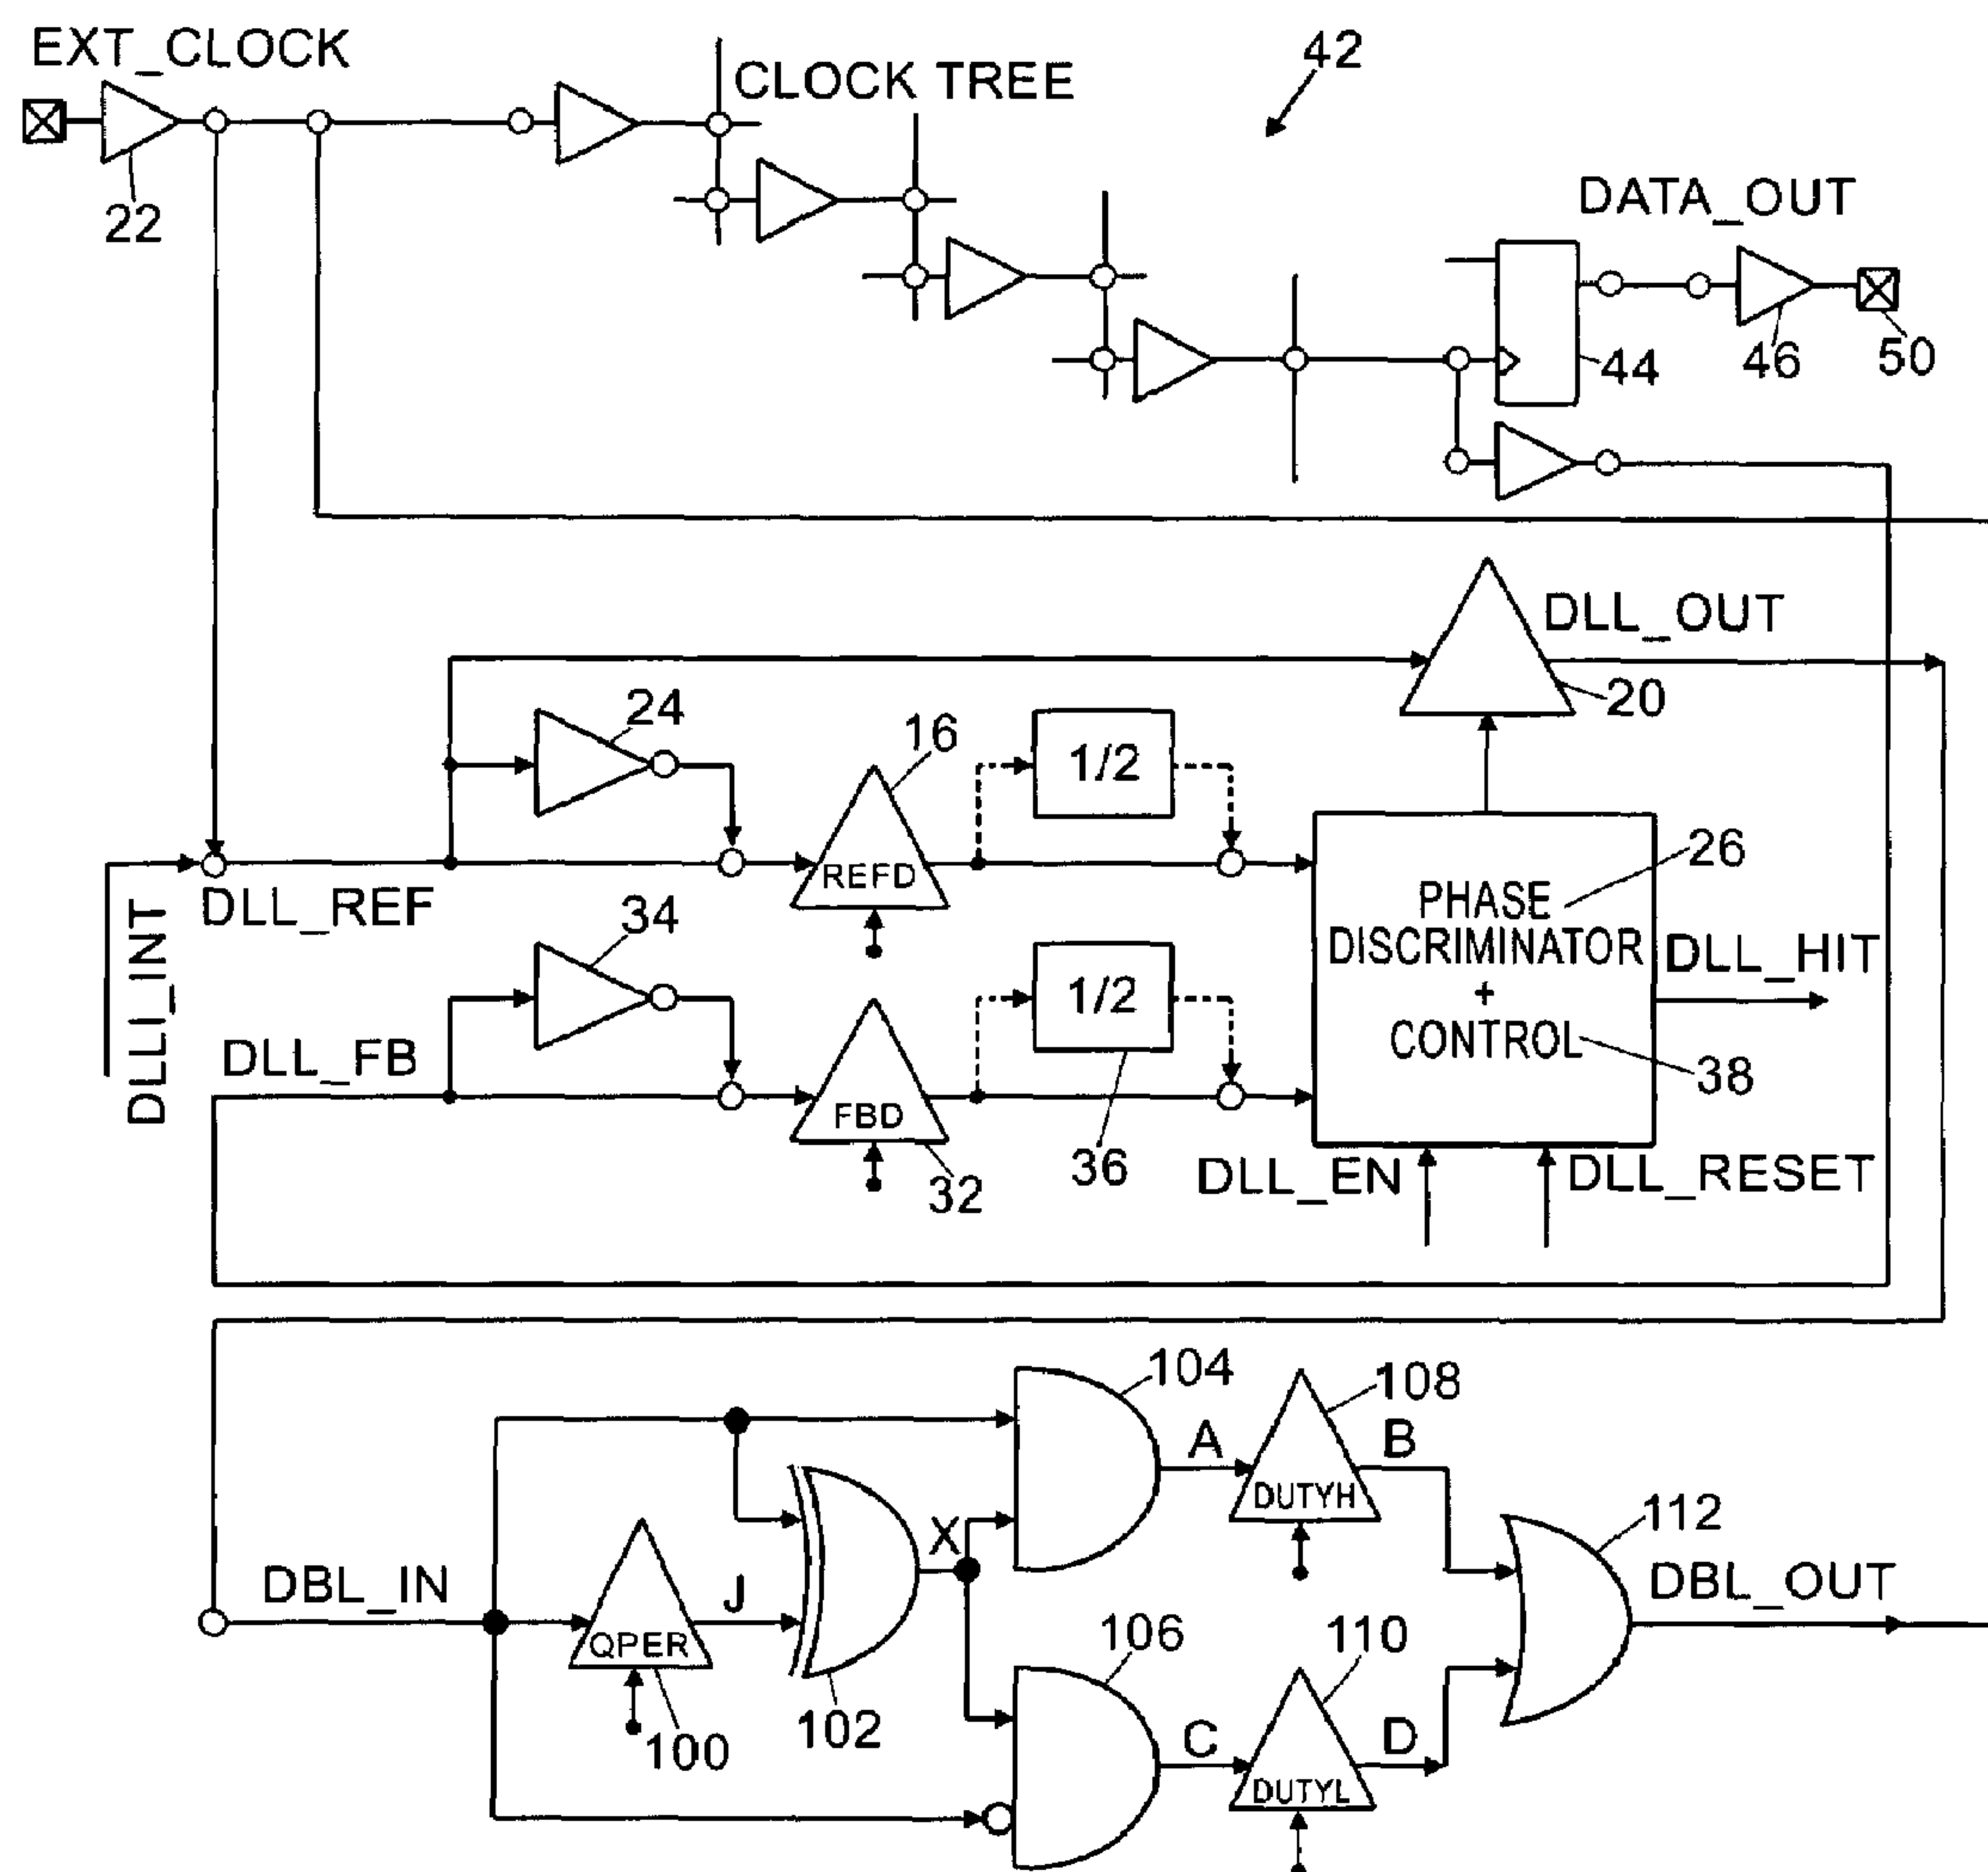 EXT_CLOCK
CLOCK TREE
42
22
DATA_OUT
44
46
50
DLL_OUT
20
24
16
1/2
REFD
26
PHASE
DISCRIMINATOR
+
CONTROL
38
DLL_REF
DLLI_INT
34
1/2
DLL_HIT
DLL_FB
FBD
32
36
DLL_EN
DLL_RESET
104
108
A
B
DUTYH
112
X
DBL_IN
J
QPER
DBL_OUT
106
110
100
102
C
D
DUTYL